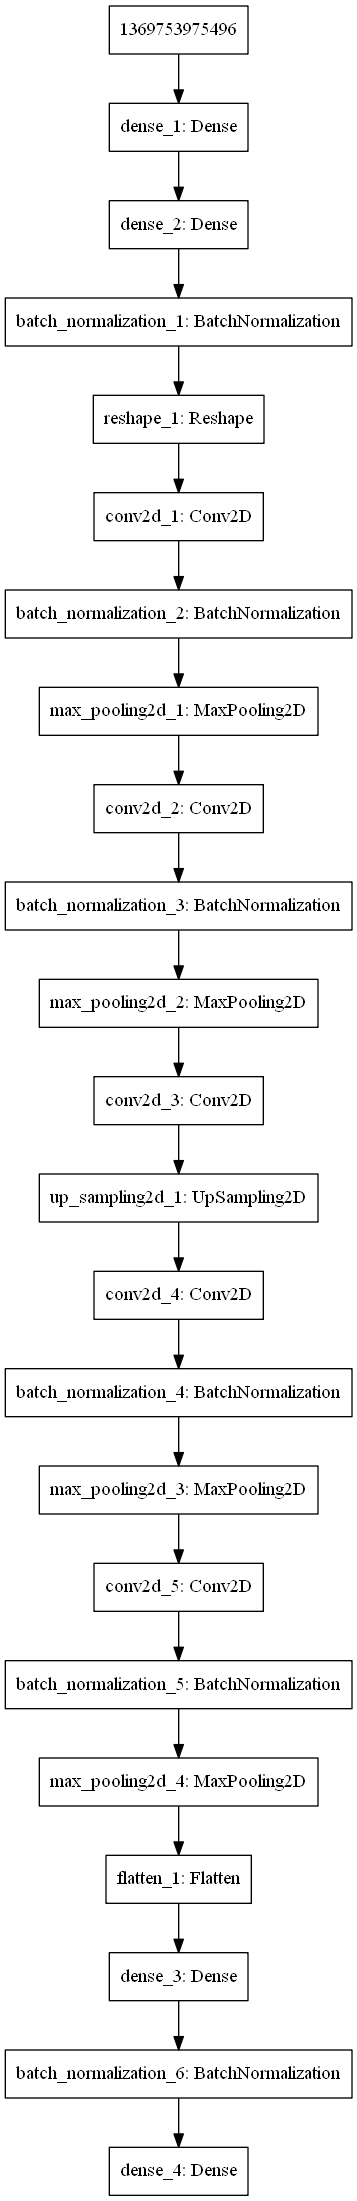 1369753975496
dense_1: Dense
dense_2: Dense
batch_normalization_1: BatchNormalization
reshape_1: Reshape
conv2d_1: Conv2D
batch_normalization_2: BatchNormalization
max_pooling2d_1: MaxPooling2D
conv2d_2: Conv2D
batch_normalization_3: BatchNormalization
max_pooling2d_2: MaxPooling2D
conv2d_3: Conv2D
up_sampling2d_1: UpSampling2D
conv2d_4: Conv2D
batch_normalization_4: BatchNormalization
max_pooling2d_3: MaxPooling2D
conv2d_5: Conv2D
batch_normalization_5: BatchNormalization
max_pooling2d_4: MaxPooling2D
flatten_1: Flatten
dense_3: Dense
batch_normalization_6: BatchNormalization
dense_4: Dense